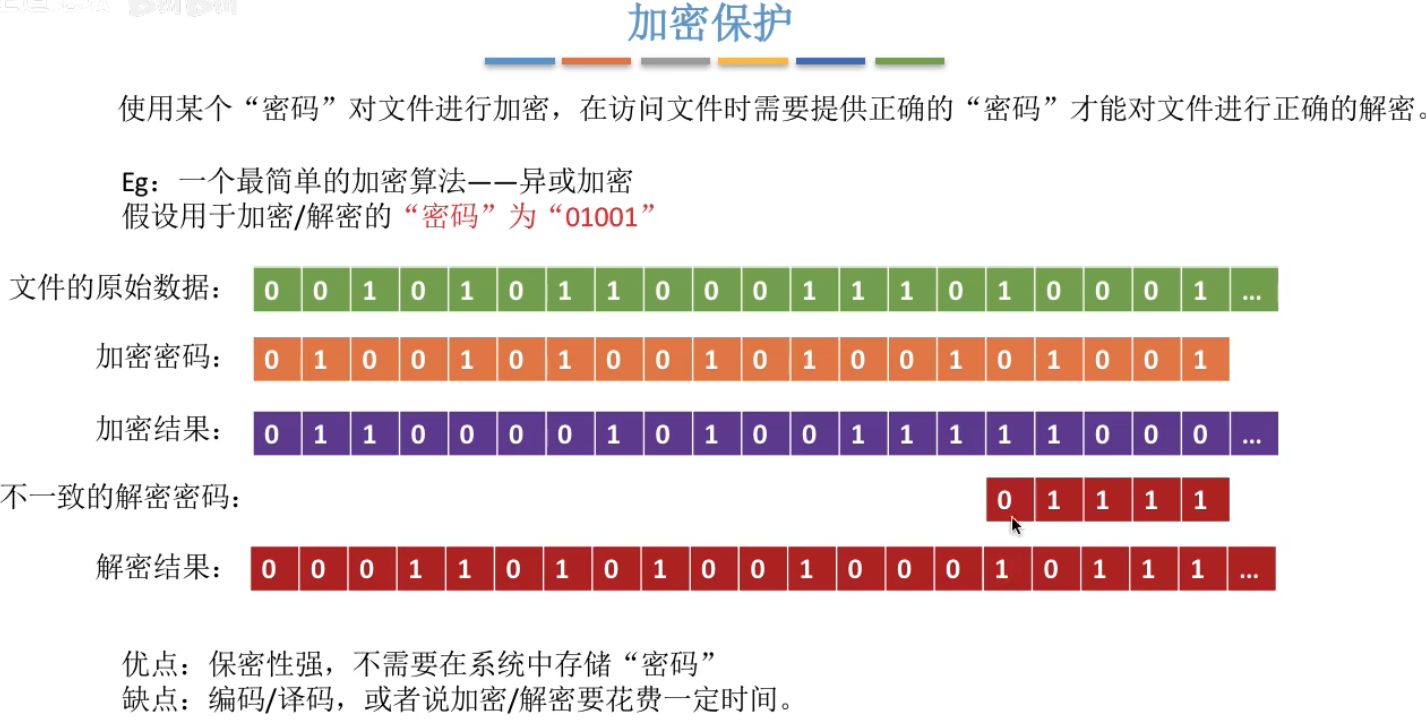 加密保护
使用某个“密码”对文件进行加密，在访问文件时需要提供正确的“密码”才能对文件进行正确的解密。
Eg：一个最简单的加密算法——异或加密
假设用于加密/解密的“密码”为“01001”
文件的原始数据： 0 0 1 0 1 0 1 1 0 0 0 1 1 1 0 1 0 0 0 1 ...
加密密码： 0 1 0 0 1 0 1 0 0 1 0 1 0 0 1 0 1 0 0 1
加密结果： 0 1 1 0 0 0 0 1 0 1 0 0 1 1 1 1 1 0 0 0 ...
不一致的解密密码： 0 1 1 1 1
解密结果： 0 0 0 1 1 0 1 0 1 0 0 1 0 0 0 1 0 1 1 1 ...
优点：保密性强，不需要在系统中存储“密码”
缺点：编码/译码，或者说加密/解密要花费一定时间。